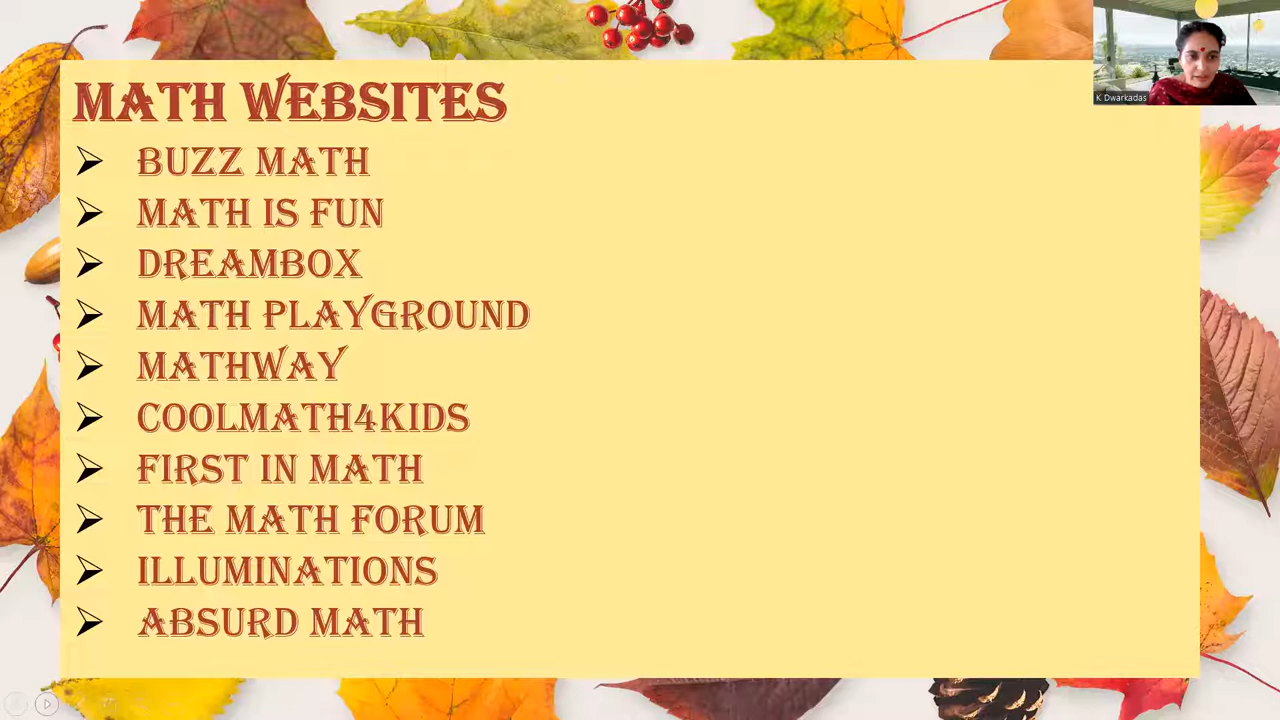 MATH WEBSITES
BUZZ MATH
MATH IS FUN
DREAMBOX
MATH PLAYGROUND
MATHWAY
COOLMATH4KIDS
FIRST IN MATH
THE MATH FORUM
ILLUMINATIONS
ABSURD MATH
K Dwarkadas